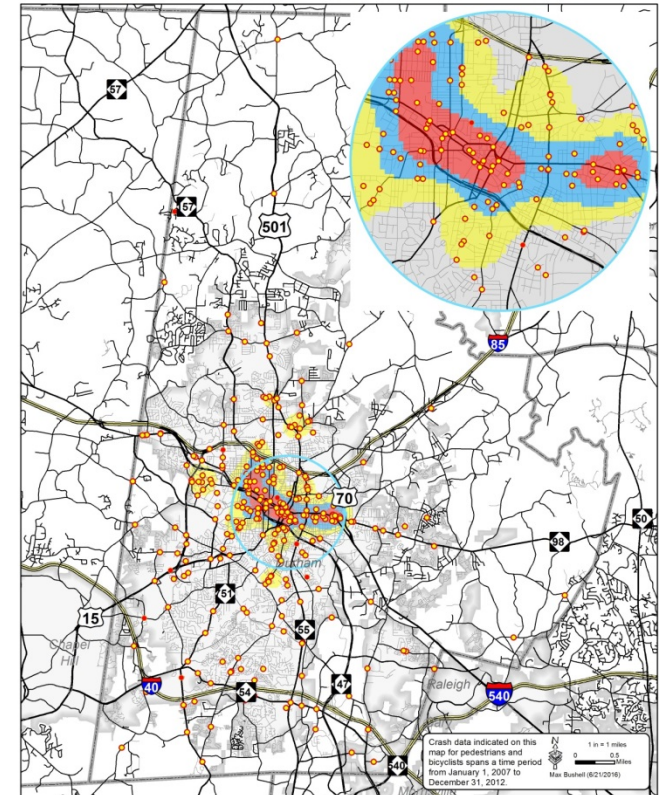 57
57
501
85
70
50
98
Durham
51
15
55
Chapel
Hill
40
54
47
Raleigh
540
540
Crash data indicated on this
map for pedestrians and
bicyclists spans a time period
from January 1, 2007 to
December 31, 2012.
N
1 in = 1 miles
0 0.5
Miles
Max Bushell (6/21/2016)